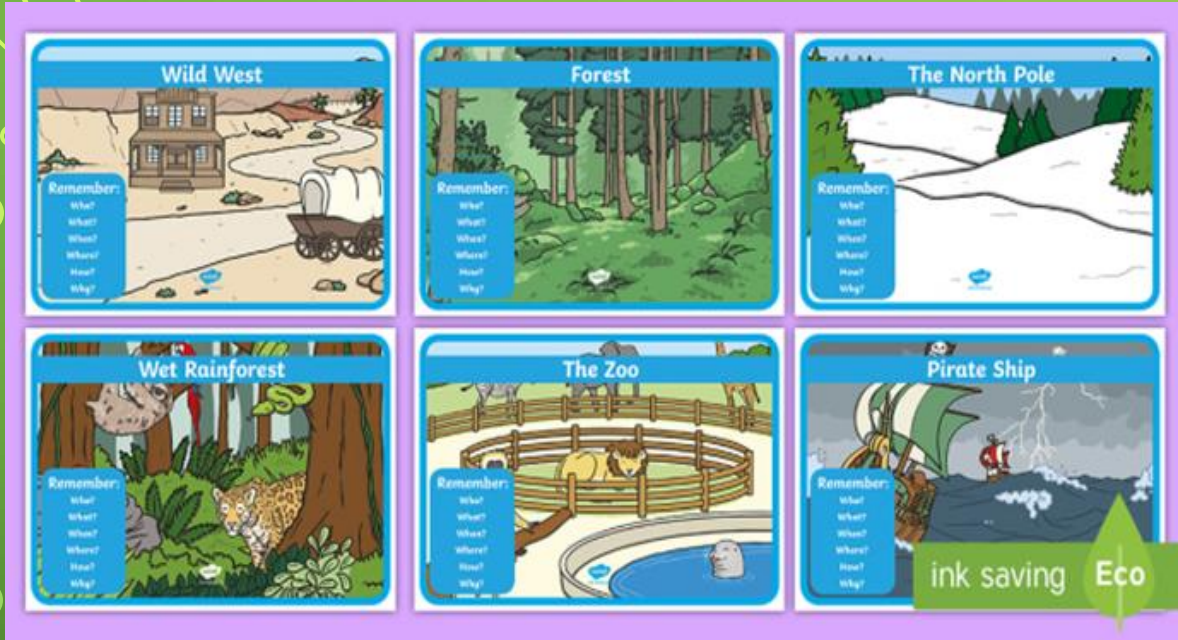 Wild West
Remember:
Who?
What?
When?
Where?
How?
Why?
Forest
Remember:
Who?
What?
When?
Where?
How?
Why?
The North Pole
Remember:
Who?
What?
When?
Where?
How?
Why?
Wet Rainforest
Remember:
Who?
What?
When?
Where?
How?
Why?
The Zoo
Remember:
Who?
What?
When?
Where?
How?
Why?
Pirate Ship
Remember:
Who?
What?
When?
Where?
How?
Why?
ink saving
Eco